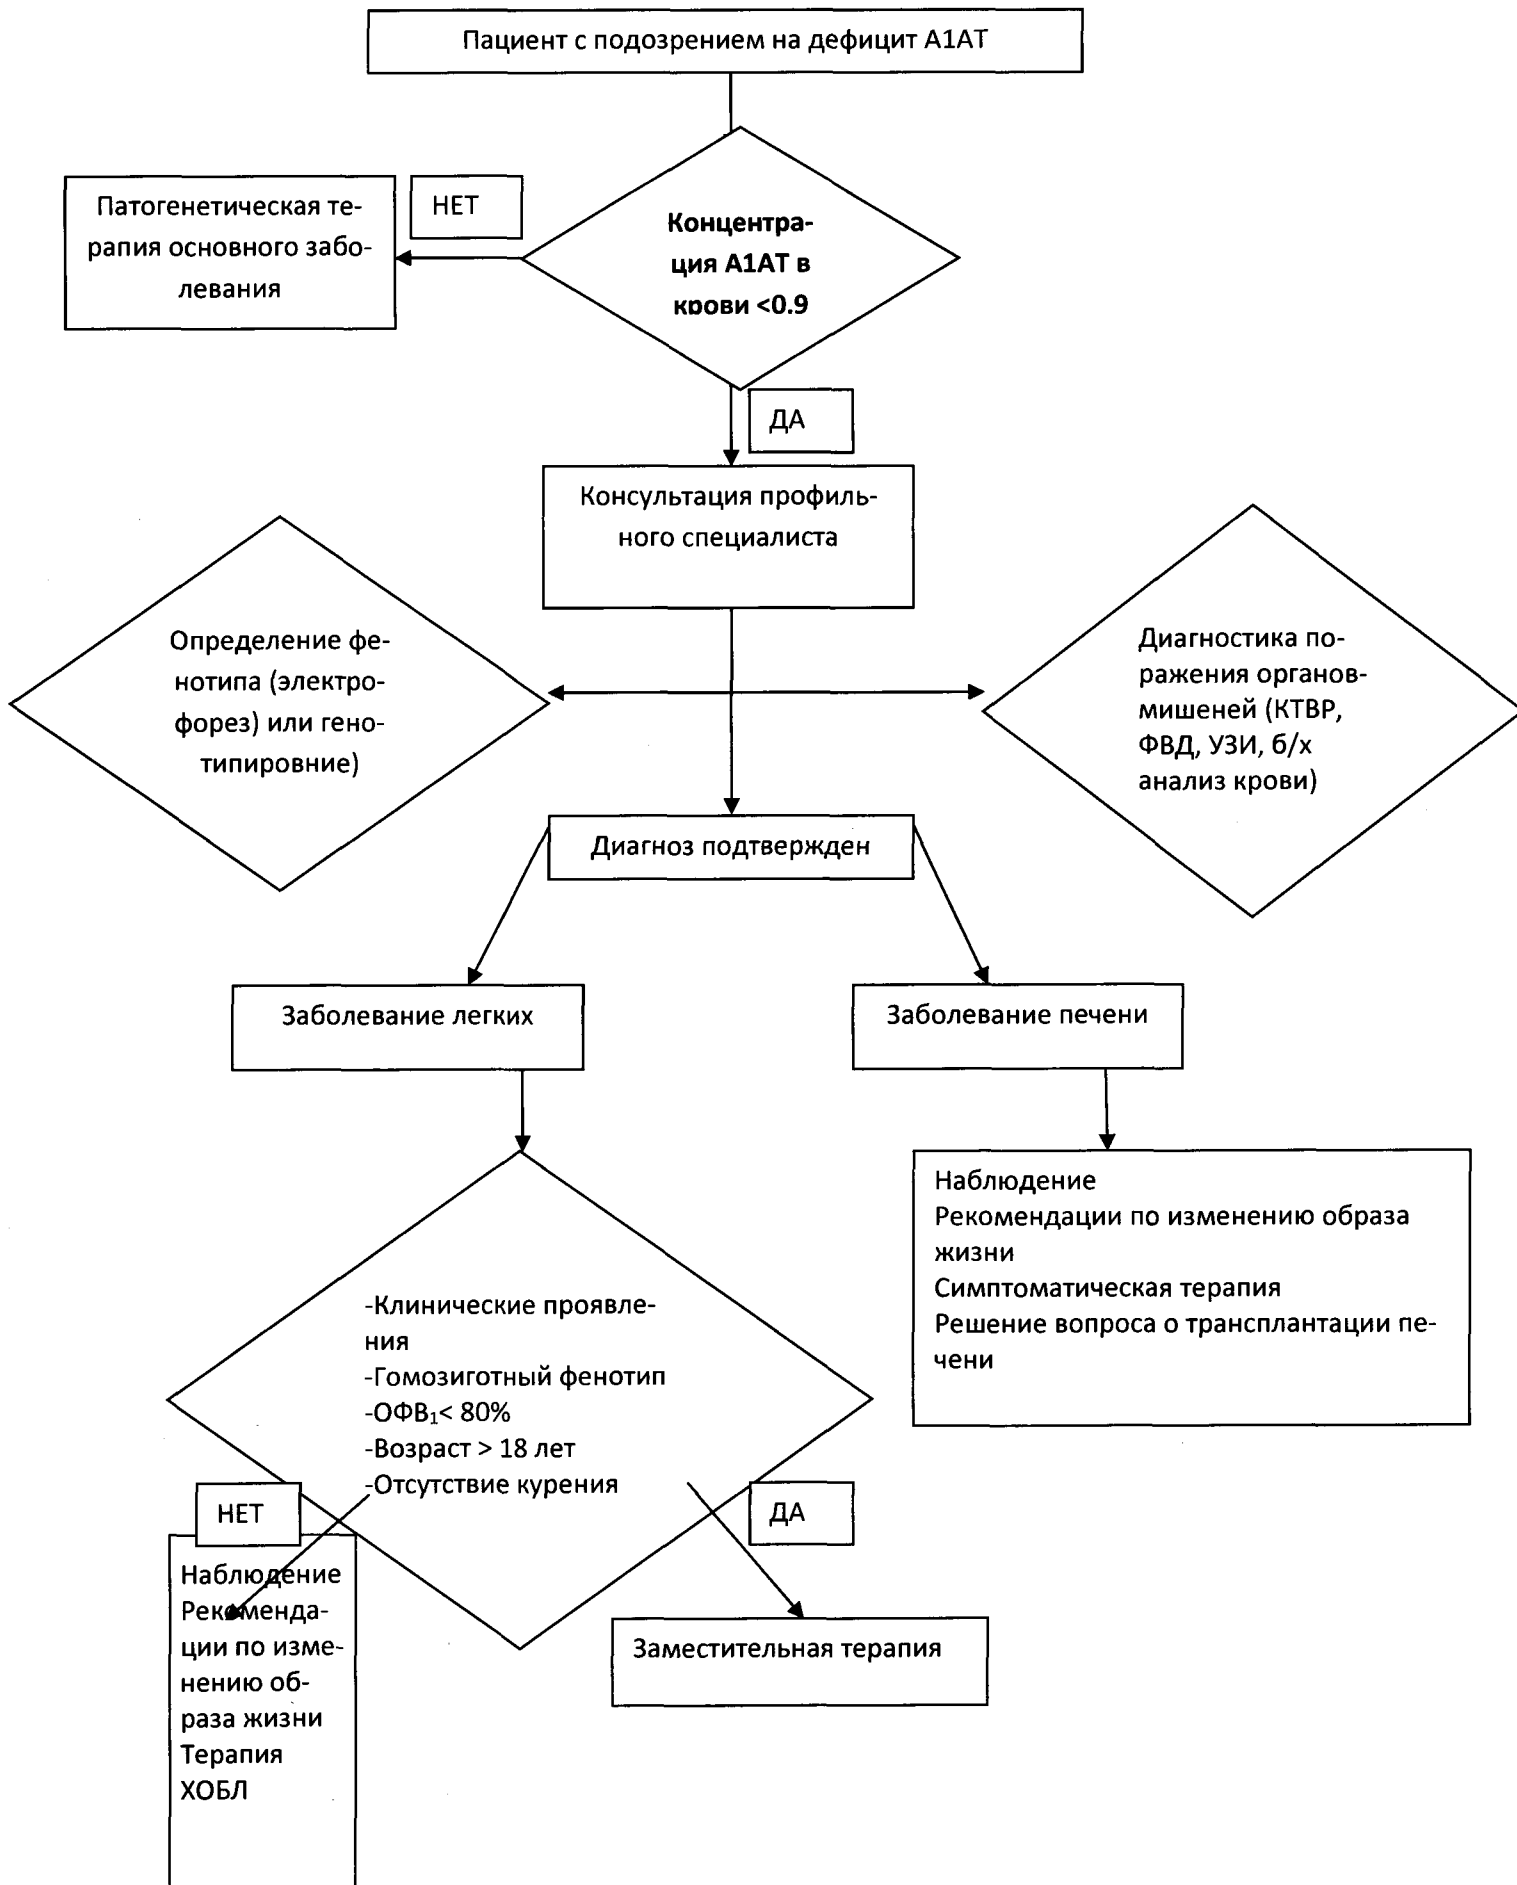 Пациент с подозрением на дефицит А1АТ
НЕТ
Патогенетическая те-
рапия основного забо-
левания
Концентра-
ция А1АТ в
крови <0.9
ДА
Консультация профиль-
ного специалиста
Определение фе-
нотипа (электро-
форез) или гено-
типировние)
Диагностика по-
ражения органов-
мишеней (КТВР,
ФВД, УЗИ, б/х
анализ крови)
Диагноз подтвержден
Заболевание легких
Заболевание печени
Наблюдение
Рекомендации по изменению образа
жизни
Симптоматическая терапия
Решение вопроса о трансплантации пе-
чени
-Клинические проявле-
ния
-Гомозиготный фенотип
-ОФВ₁< 80%
-Возраст > 18 лет
-Отсутствие курения
НЕТ
ДА
Наблюдение
Рекоменда-
ции по изме-
нению об-
раза жизни
Терапия
ХОБЛ
Заместительная терапия